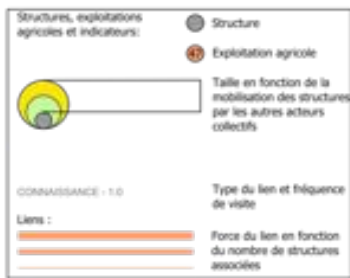 Structures, exploitations
agricoles et indicateurs:
Structure
Exploitation agricole
Taille en fonction de la
mobilisation des structures
par les autres acteurs
collectifs
CONNAISSANCE - 1.0
Type du lien et fréquence
de visite
Liens :
Force du lien en fonction
du nombre de structures
associées